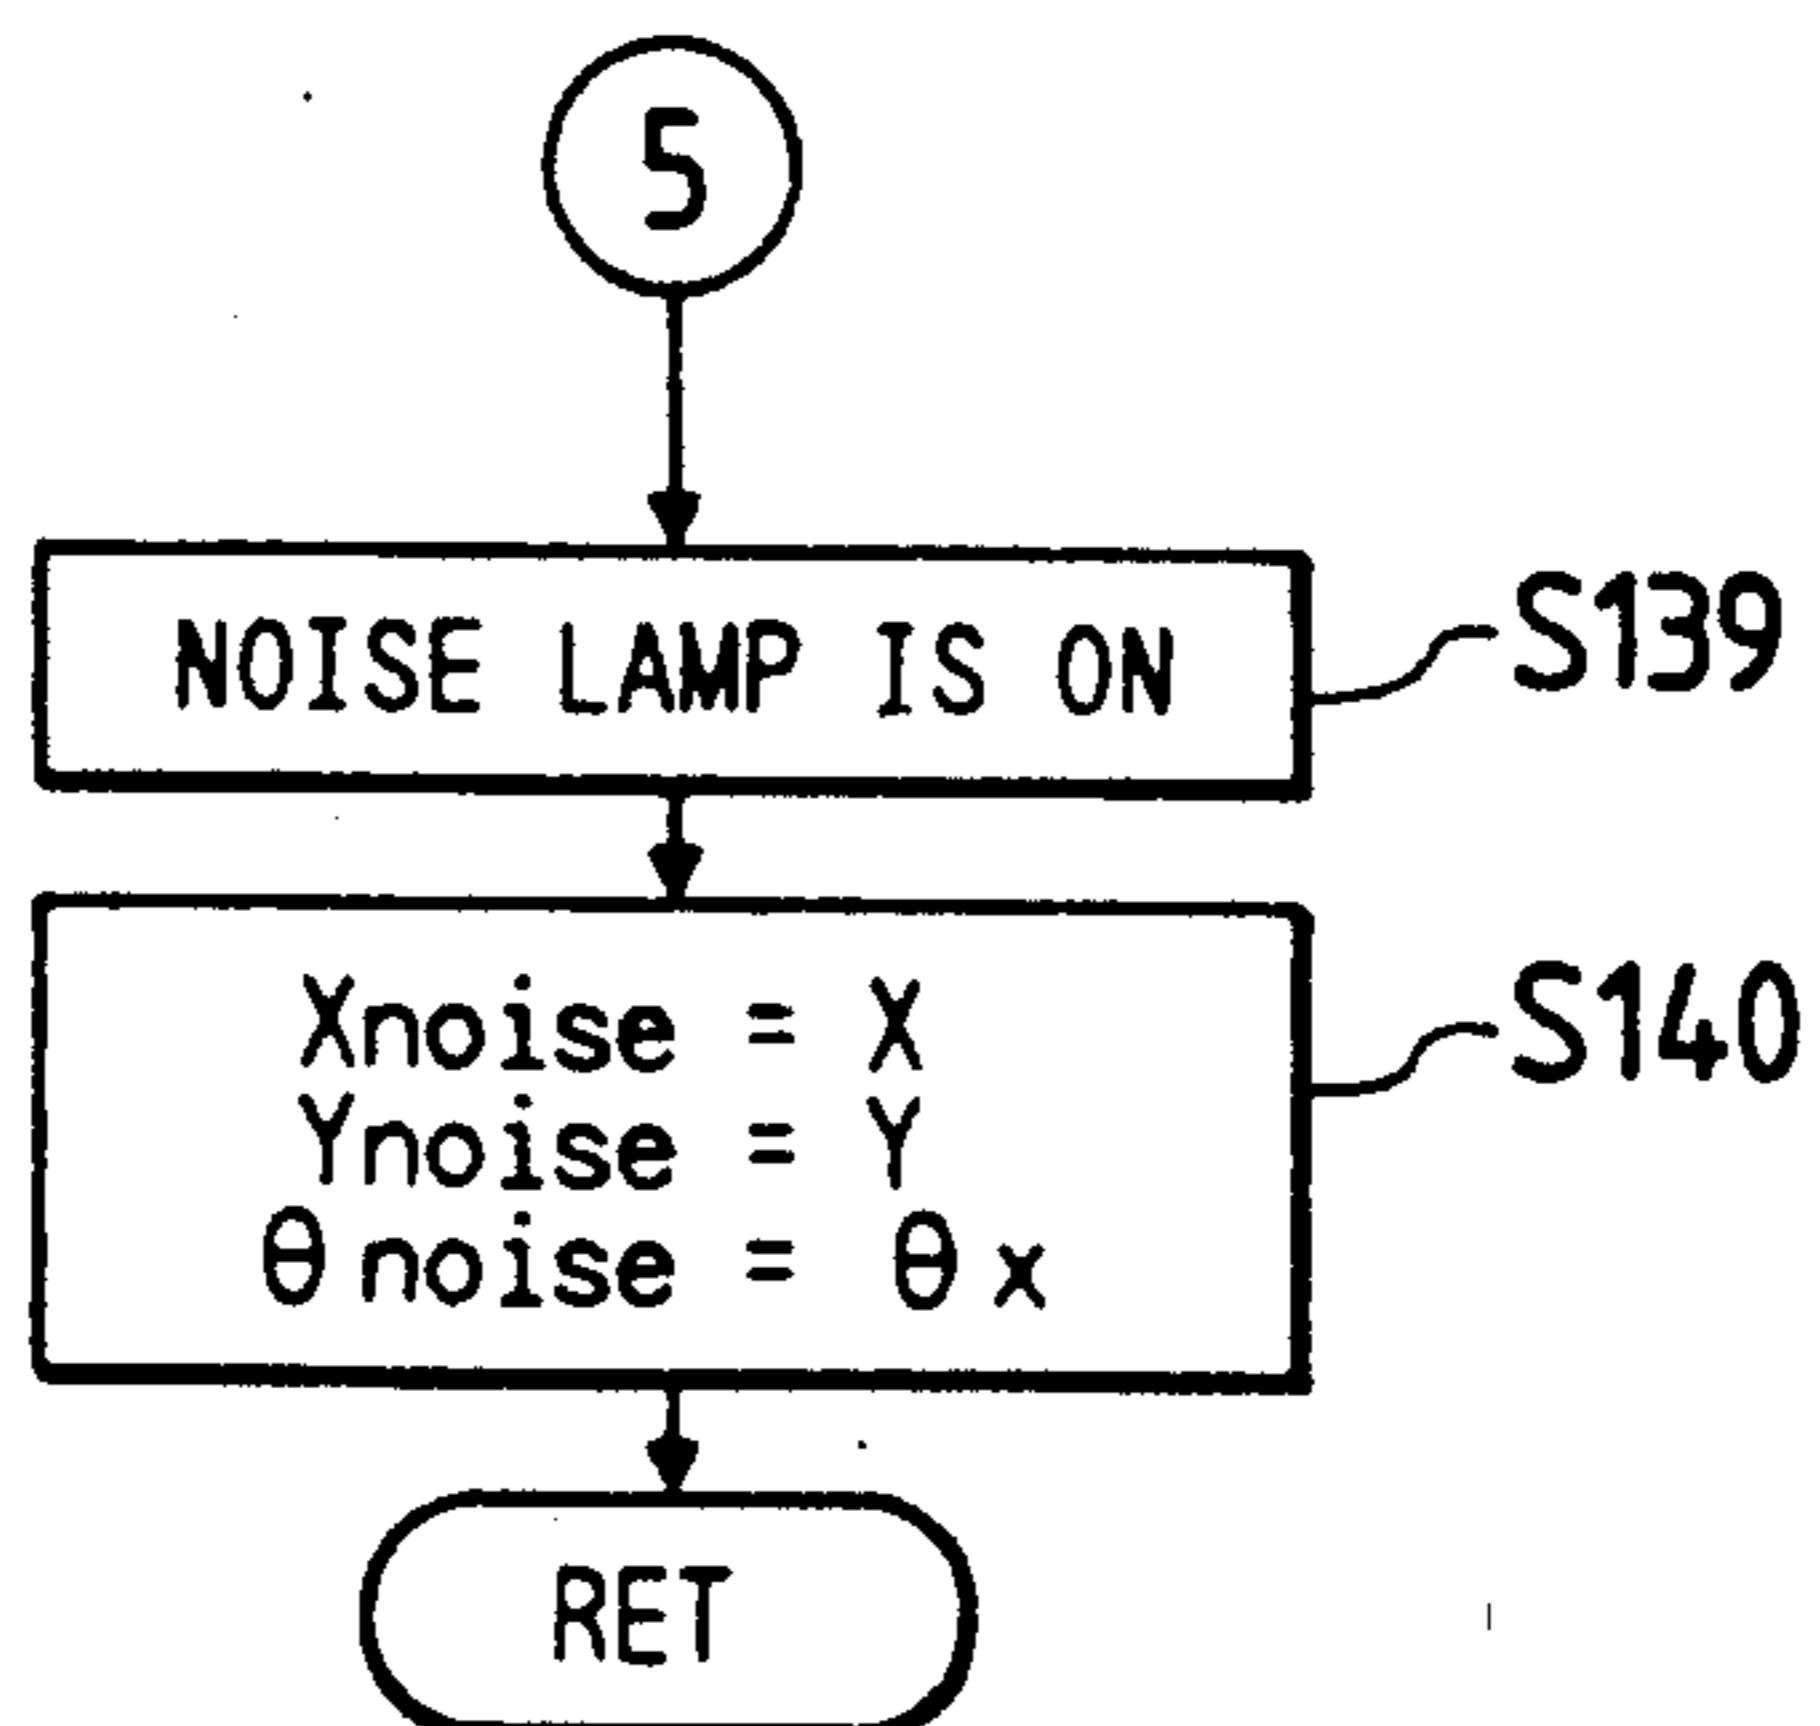 5
NOISE LAMP IS ON
S139
Xnoise = X
S140
Ynoise = Y
θnoise = θx
RET